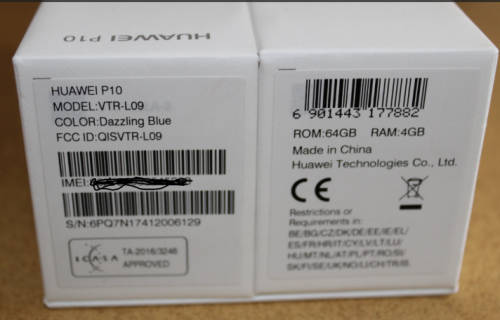 HUAWEI P10
HUAWEI P10
MODEL:VTR-L09
COLOR:Dazzling Blue
FCC ID:QISVTR-L09
IMEI:
S/N:6PQ7N17412006129
ICASA
TA-2016/3246
APPROVED
6 901443 177882
ROM:64GB RAM:4GB
Made in China
Huawei Technologies Co., Ltd.
CE
Restrictions or
Requirements in:
BE/BG/CZ/DK/DE/EE/IE/EL/
ES/FR/HR/IT/CY/LV/LT/LU/
HU/MT/NL/AT/PL/PT/RO/SI/
SK/FI/SE/UK/NO/LI/CH/TR/IS.